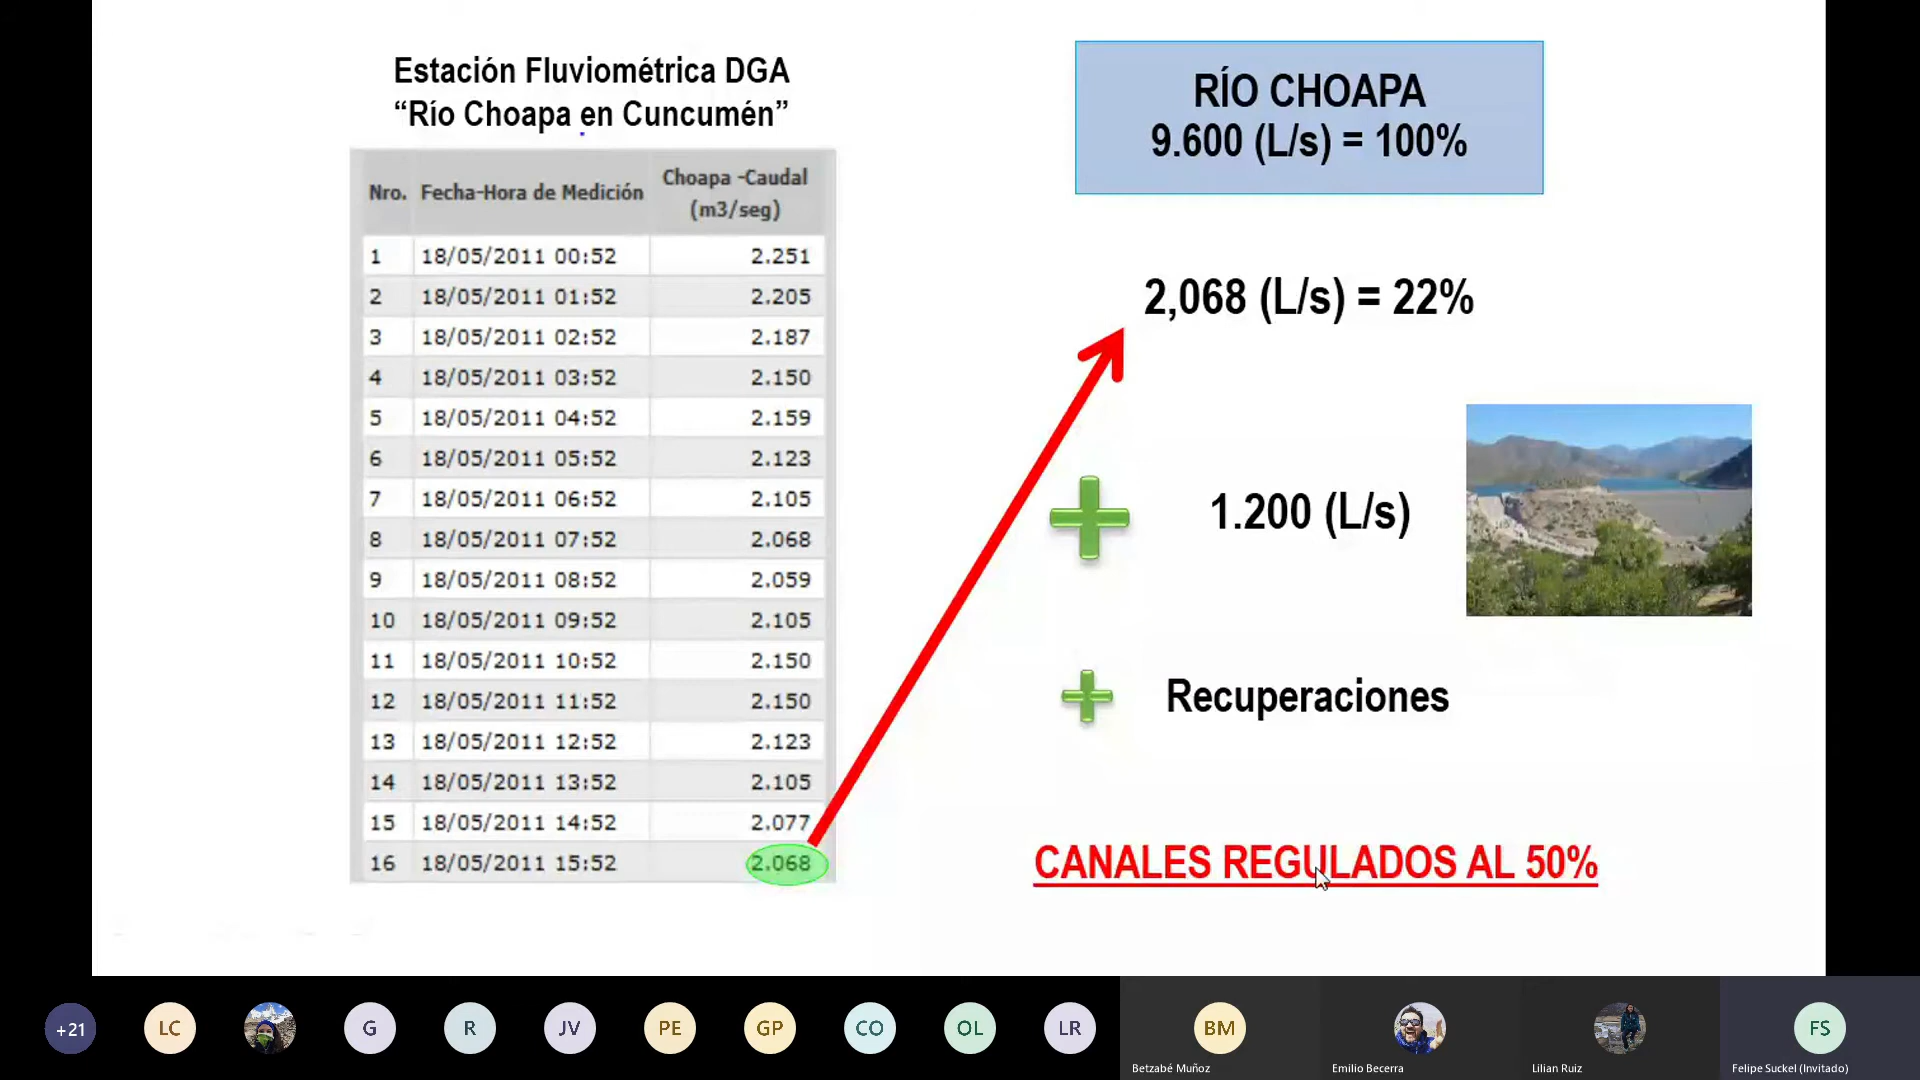 Estación Fluviométrica DGA
“Río Choapa en Cuncumén”
Nro. Fecha-Hora de Medición Choapa -Caudal (m3/seg)
1 18/05/2011 00:52 2.251
2 18/05/2011 01:52 2.205
3 18/05/2011 02:52 2.187
4 18/05/2011 03:52 2.150
5 18/05/2011 04:52 2.159
6 18/05/2011 05:52 2.123
7 18/05/2011 06:52 2.105
8 18/05/2011 07:52 2.068
9 18/05/2011 08:52 2.059
10 18/05/2011 09:52 2.105
11 18/05/2011 10:52 2.150
12 18/05/2011 11:52 2.150
13 18/05/2011 12:52 2.123
14 18/05/2011 13:52 2.105
15 18/05/2011 14:52 2.077
16 18/05/2011 15:52 2.068
RÍO CHOAPA
9.600 (L/s) = 100%
2,068 (L/s) = 22%
1.200 (L/s)
Recuperaciones
CANALES REGULADOS AL 50%
+21 LC G R JV PE GP CO OL LR BM FS
Betzabé Muñoz Emilio Becerra Lilian Ruiz Felipe Suckel (Invitado)